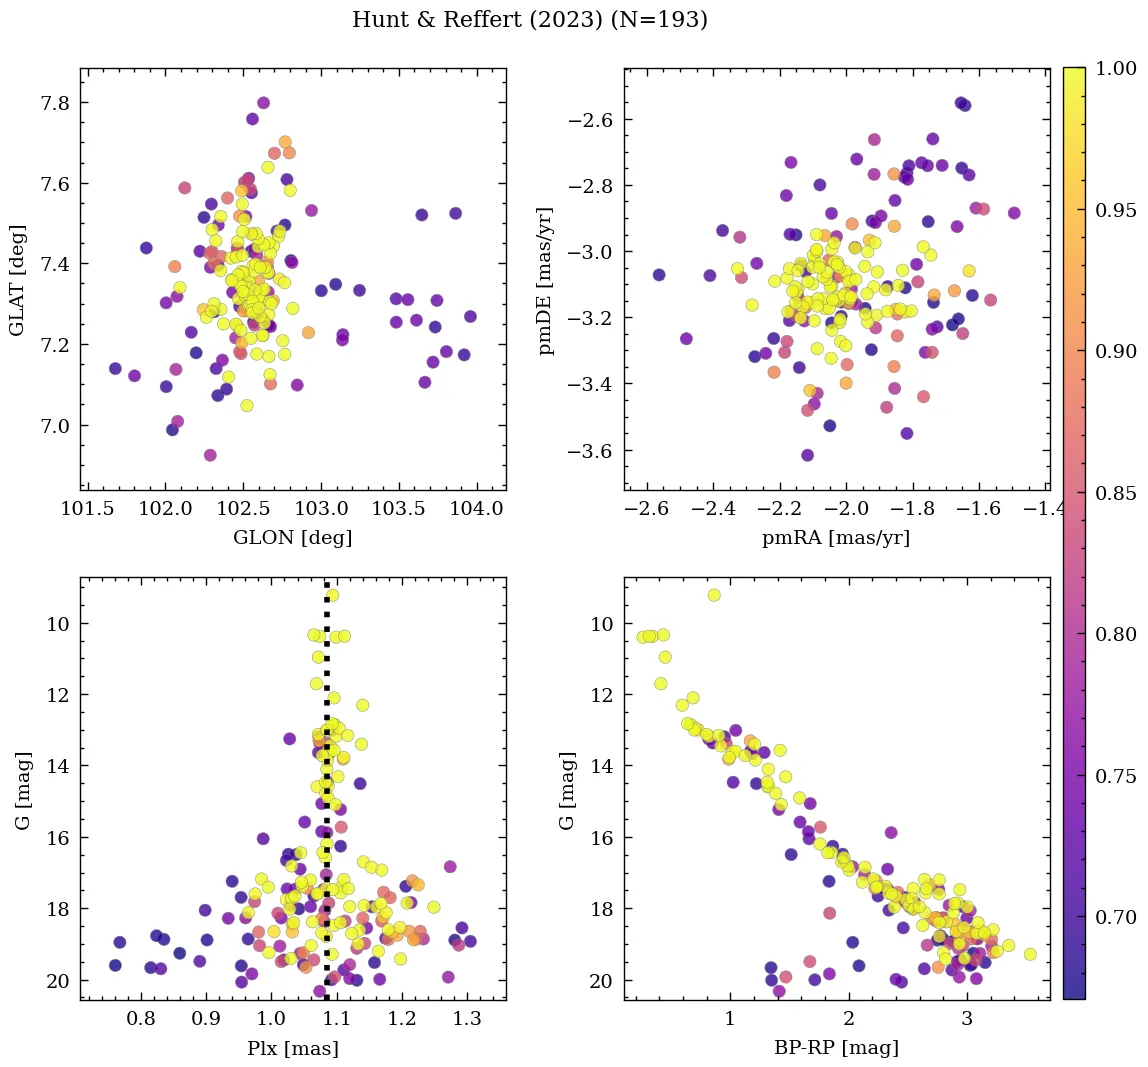 Hunt & Reffert (2023) (N=193)
7.8
7.6
7.4
7.2
7.0
GLAT [deg]
101.5 102.0 102.5 103.0 103.5 104.0
GLON [deg]
−2.6
−2.8
−3.0
−3.2
−3.4
−3.6
pmDE [mas/yr]
−2.6 −2.4 −2.2 −2.0 −1.8 −1.6 −1.4
pmRA [mas/yr]
10
12
14
16
18
20
G [mag]
0.8 0.9 1.0 1.1 1.2 1.3
Plx [mas]
10
12
14
16
18
20
G [mag]
1 2 3
BP-RP [mag]
1.00
0.95
0.90
0.85
0.80
0.75
0.70